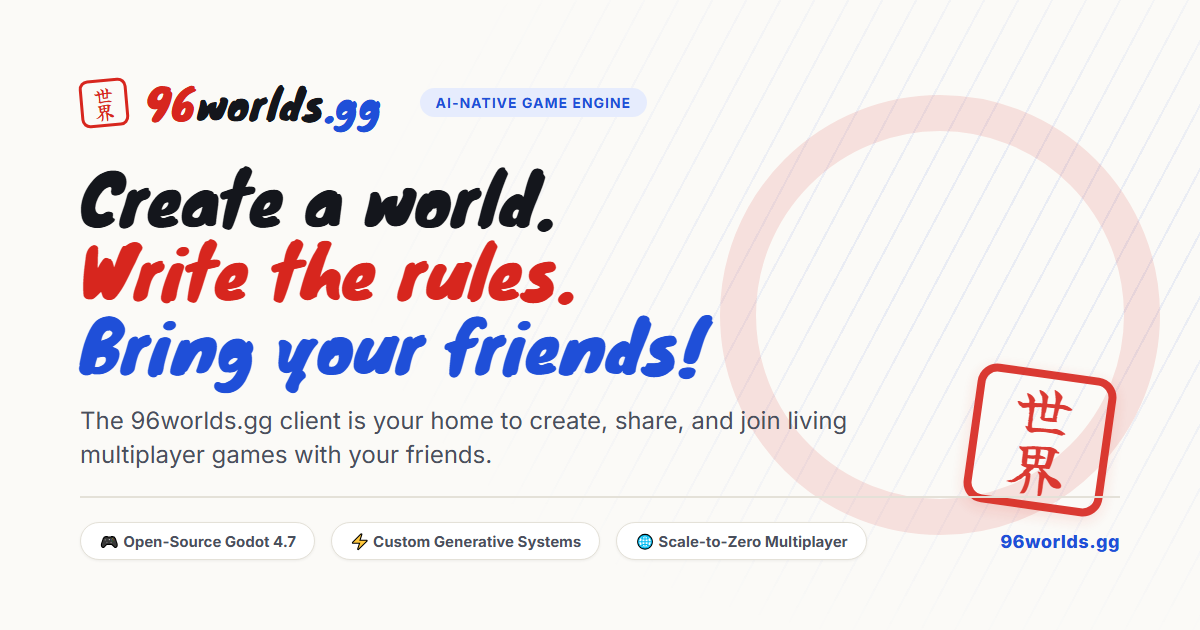 世界
96worlds.gg
AI-NATIVE GAME ENGINE
Create a world.
Write the rules.
Bring your friends!
The 96worlds.gg client is your home to create, share, and join living
multiplayer games with your friends.
世
界
Open-Source Godot 4.7
Custom Generative Systems
Scale-to-Zero Multiplayer
96worlds.gg